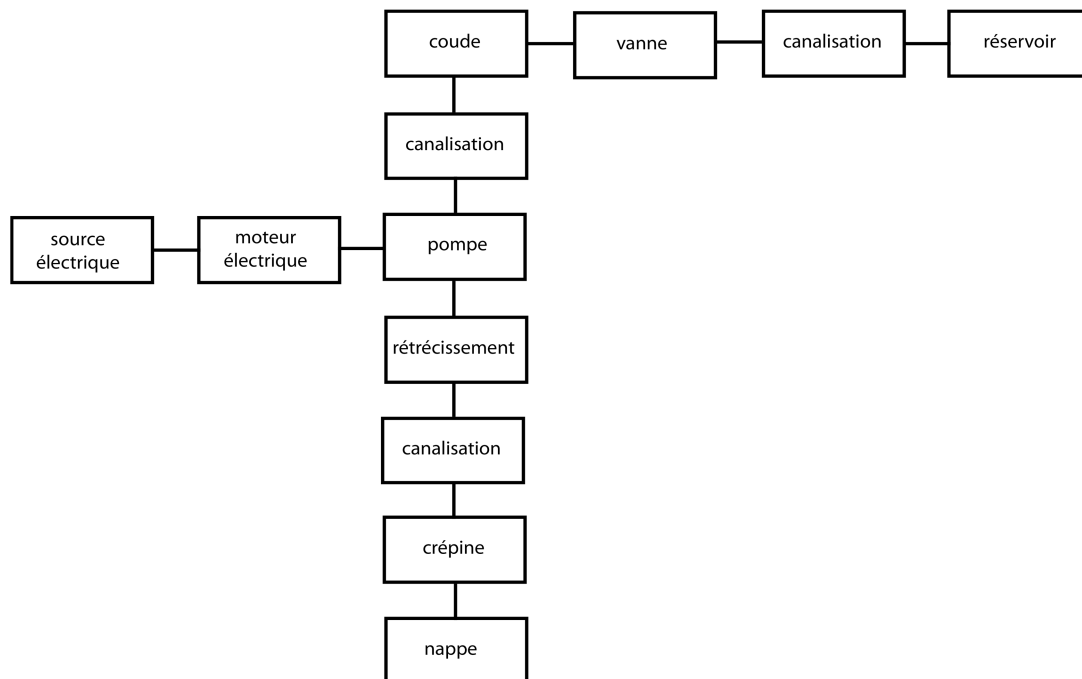 coude
vanne
canalisation
réservoir
canalisation
source
électrique
moteur
électrique
pompe
rétrécissement
canalisation
crépine
nappe